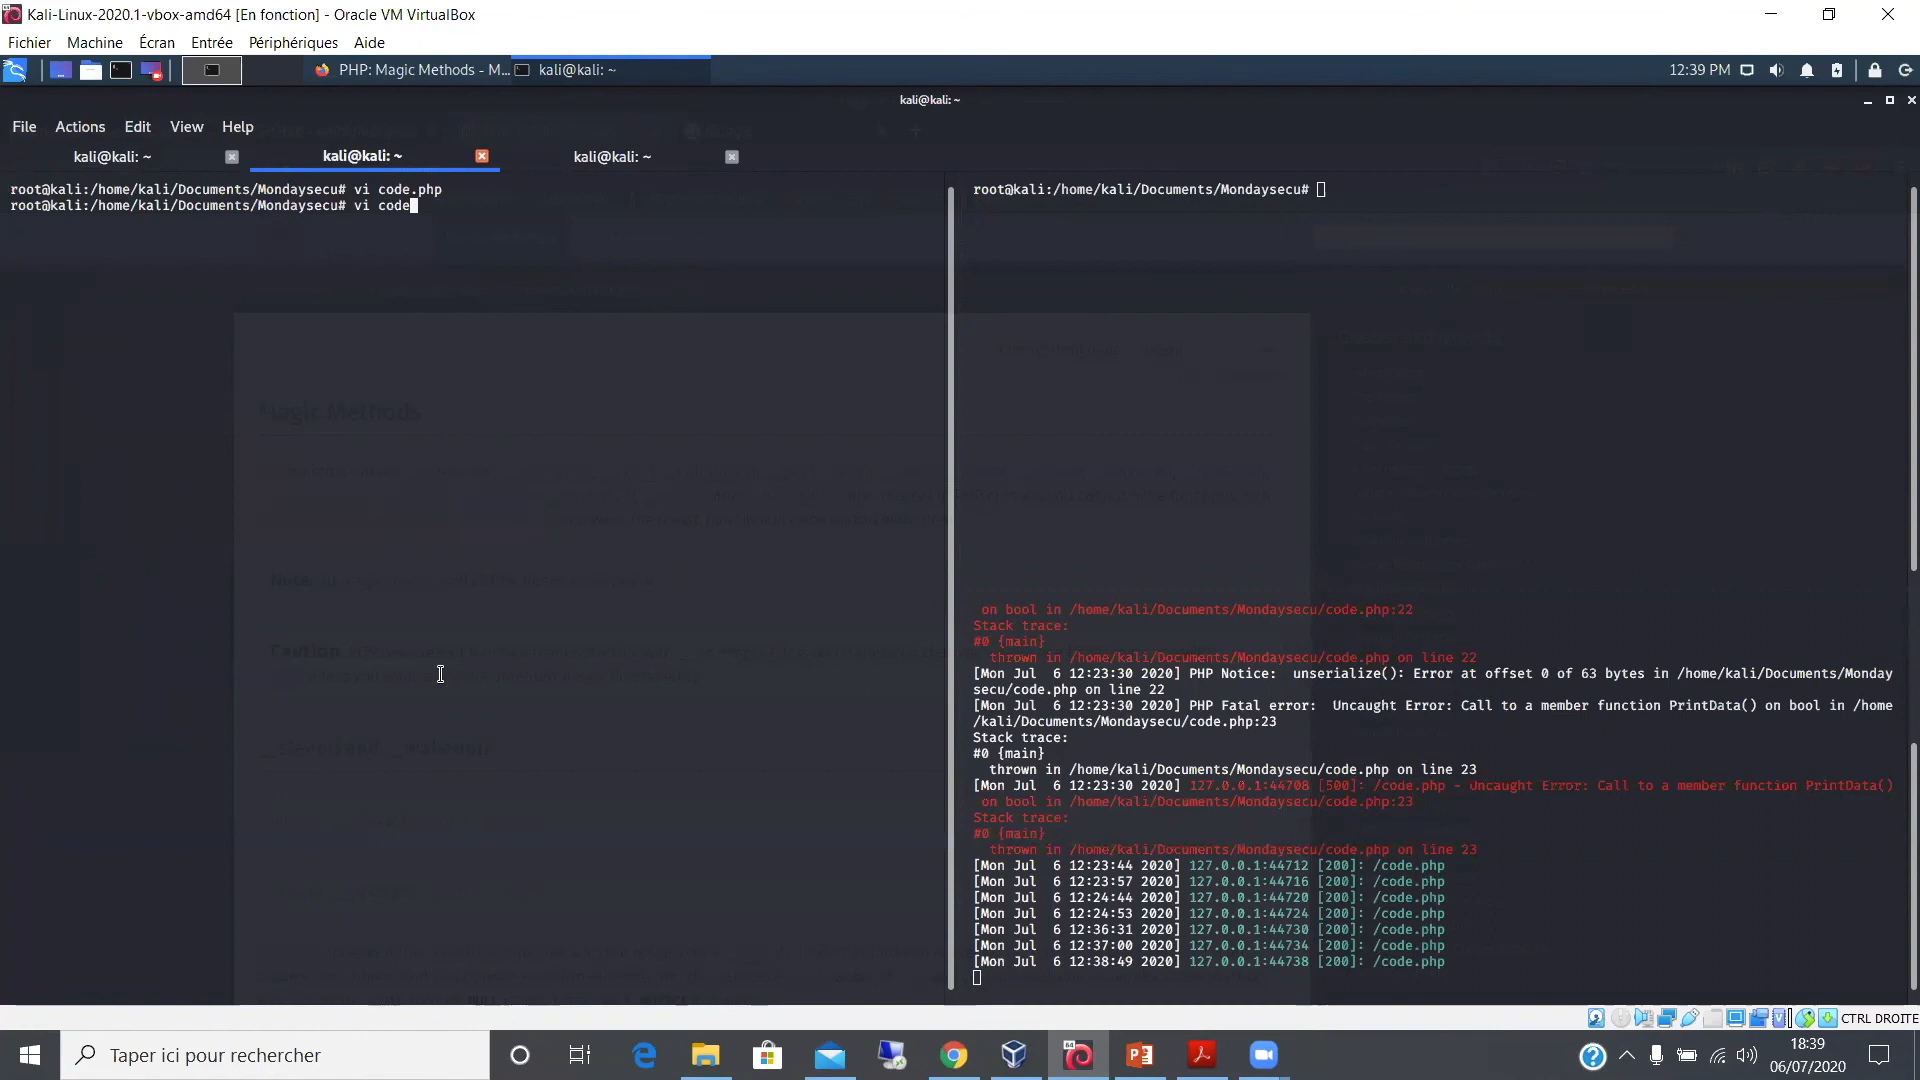 Kali-Linux-2020.1-vbox-amd64 [En fonction] - Oracle VM VirtualBox
Fichier Machine Écran Entrée Périphériques Aide
PHP: Magic Methods - M... kali@kali: ~ 12:39 PM
kali@kali: ~
File Actions Edit View Help
kali@kali: ~ kali@kali: ~ kali@kali: ~
root@kali:/home/kali/Documents/Mondaysecu# vi code.php
root@kali:/home/kali/Documents/Mondaysecu# vi code
root@kali:/home/kali/Documents/Mondaysecu#
Magic Methods
Note
Caution
on bool in /home/kali/Documents/Mondaysecu/code.php:22
Stack trace:
#0 {main}
thrown in /home/kali/Documents/Mondaysecu/code.php on line 22
[Mon Jul  6 12:23:30 2020] PHP Notice:  unserialize(): Error at offset 0 of 63 bytes in /home/kali/Documents/Monday
secu/code.php on line 22
[Mon Jul  6 12:23:30 2020] PHP Fatal error:  Uncaught Error: Call to a member function PrintData() on bool in /home
/kali/Documents/Mondaysecu/code.php:23
Stack trace:
#0 {main}
thrown in /home/kali/Documents/Mondaysecu/code.php on line 23
[Mon Jul  6 12:23:30 2020] 127.0.0.1:44708 [500]: /code.php - Uncaught Error: Call to a member function PrintData()
on bool in /home/kali/Documents/Mondaysecu/code.php:23
Stack trace:
#0 {main}
thrown in /home/kali/Documents/Mondaysecu/code.php on line 23
[Mon Jul  6 12:23:44 2020] 127.0.0.1:44712 [200]: /code.php
[Mon Jul  6 12:23:57 2020] 127.0.0.1:44716 [200]: /code.php
[Mon Jul  6 12:24:44 2020] 127.0.0.1:44720 [200]: /code.php
[Mon Jul  6 12:24:53 2020] 127.0.0.1:44724 [200]: /code.php
[Mon Jul  6 12:36:31 2020] 127.0.0.1:44730 [200]: /code.php
[Mon Jul  6 12:37:00 2020] 127.0.0.1:44734 [200]: /code.php
[Mon Jul  6 12:38:49 2020] 127.0.0.1:44738 [200]: /code.php
CTRL DROITE
Taper ici pour rechercher
18:39
06/07/2020